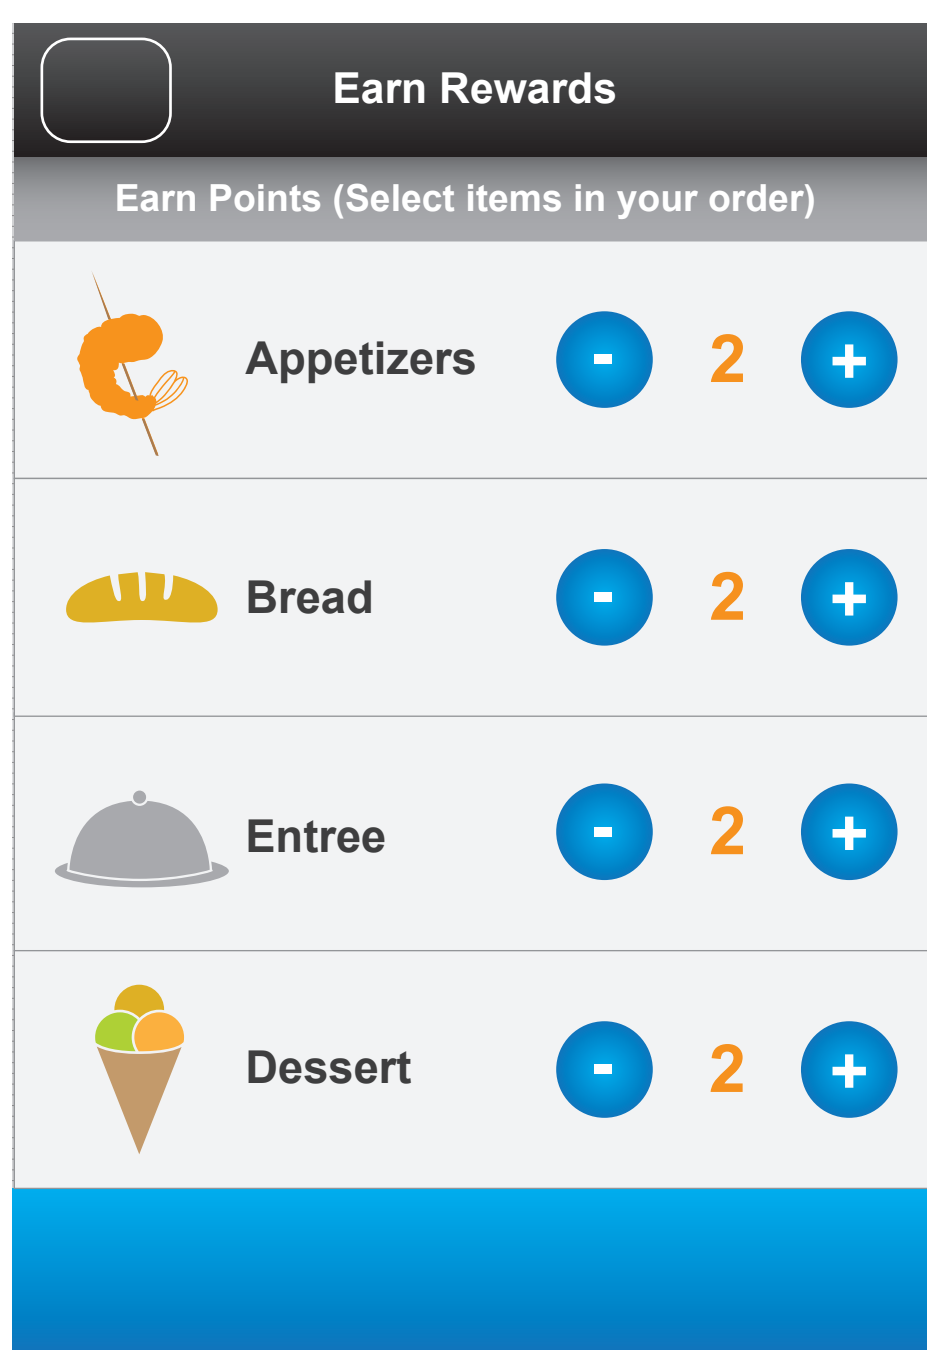 Earn Rewards
Earn Points (Select items in your order)
Appetizers - 2 +
Bread - 2 +
Entree - 2 +
Dessert - 2 +